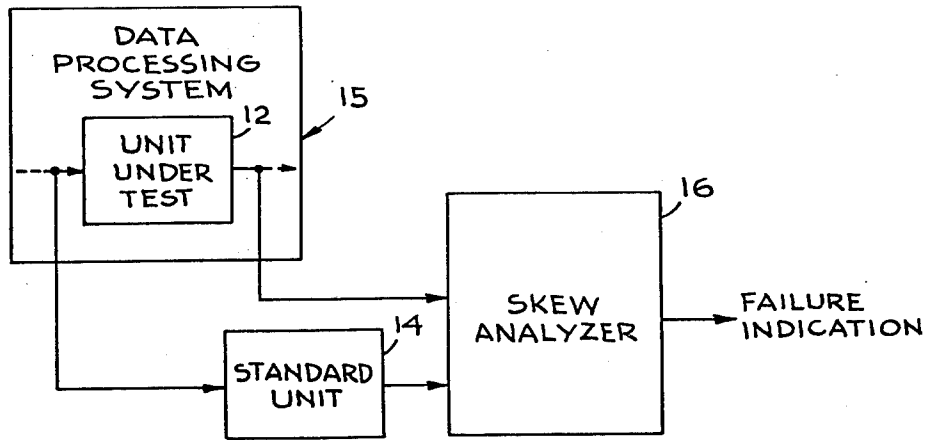 DATA
PROCESSING
SYSTEM
15
12
UNIT
UNDER
TEST
16
SKEW
ANALYZER
FAILURE
INDICATION
14
STANDARD
UNIT